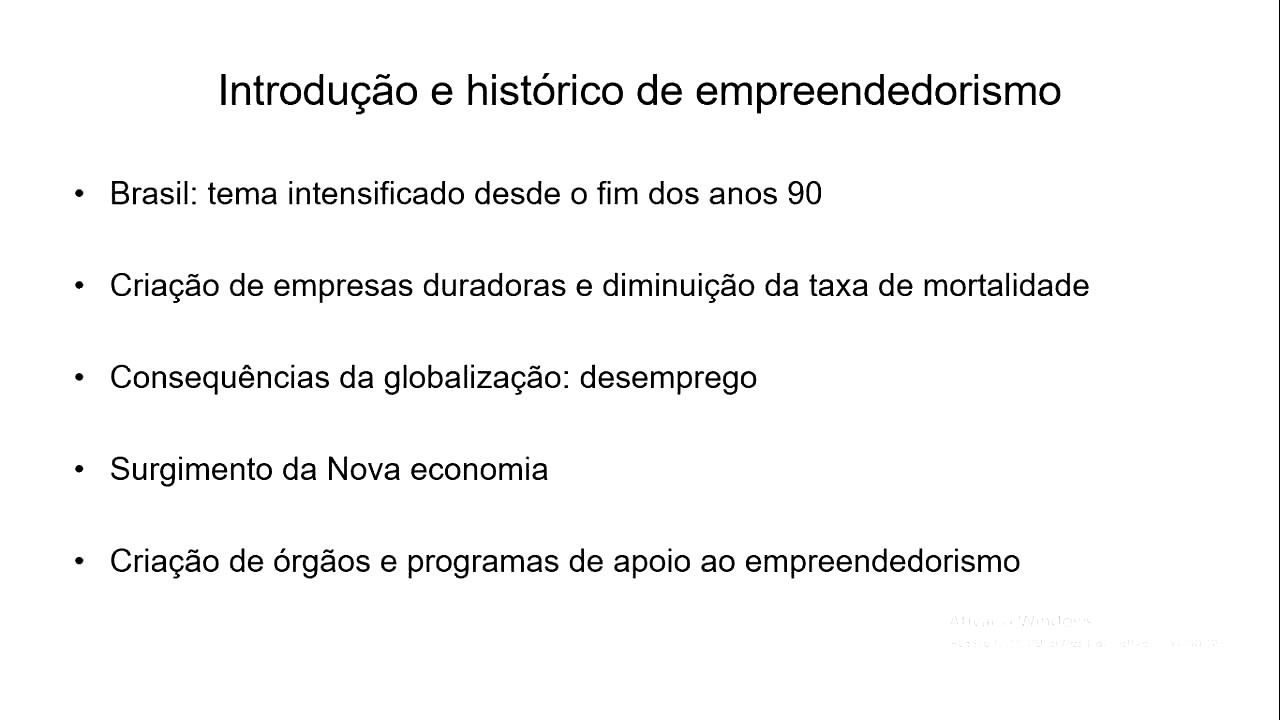 Introdução e histórico de empreendedorismo
• Brasil: tema intensificado desde o fim dos anos 90
• Criação de empresas duradoras e diminuição da taxa de mortalidade
• Consequências da globalização: desemprego
• Surgimento da Nova economia
• Criação de órgãos e programas de apoio ao empreendedorismo